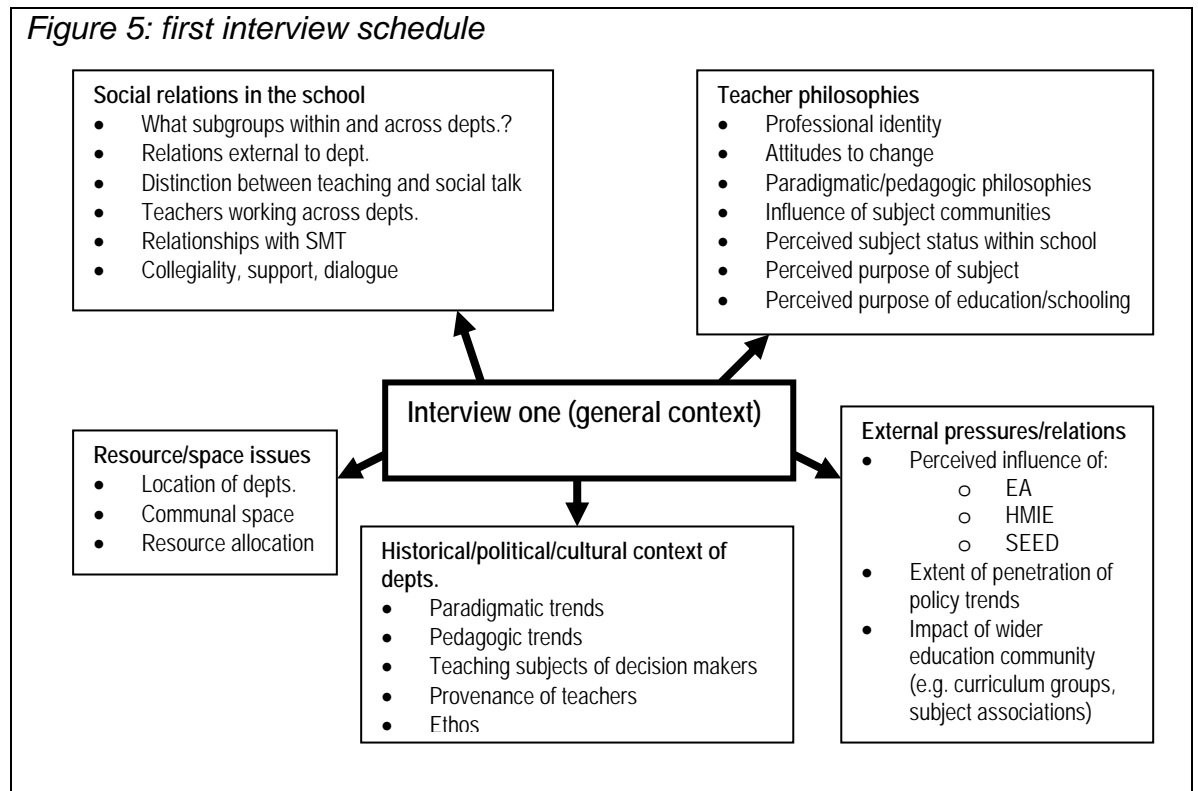 Figure 5: first interview schedule
Social relations in the school
• What subgroups within and across depts.?
• Relations external to dept.
• Distinction between teaching and social talk
• Teachers working across depts.
• Relationships with SMT
• Collegiality, support, dialogue
Teacher philosophies
• Professional identity
• Attitudes to change
• Paradigmatic/pedagogic philosophies
• Influence of subject communities
• Perceived subject status within school
• Perceived purpose of subject
• Perceived purpose of education/schooling
Interview one (general context)
Resource/space issues
• Location of depts.
• Communal space
• Resource allocation
Historical/political/cultural context of
depts.
• Paradigmatic trends
• Pedagogic trends
• Teaching subjects of decision makers
• Provenance of teachers
• Ethos
External pressures/relations
• Perceived influence of:
o EA
o HMIE
o SEED
• Extent of penetration of
policy trends
• Impact of wider
education community
(e.g. curriculum groups,
subject associations)